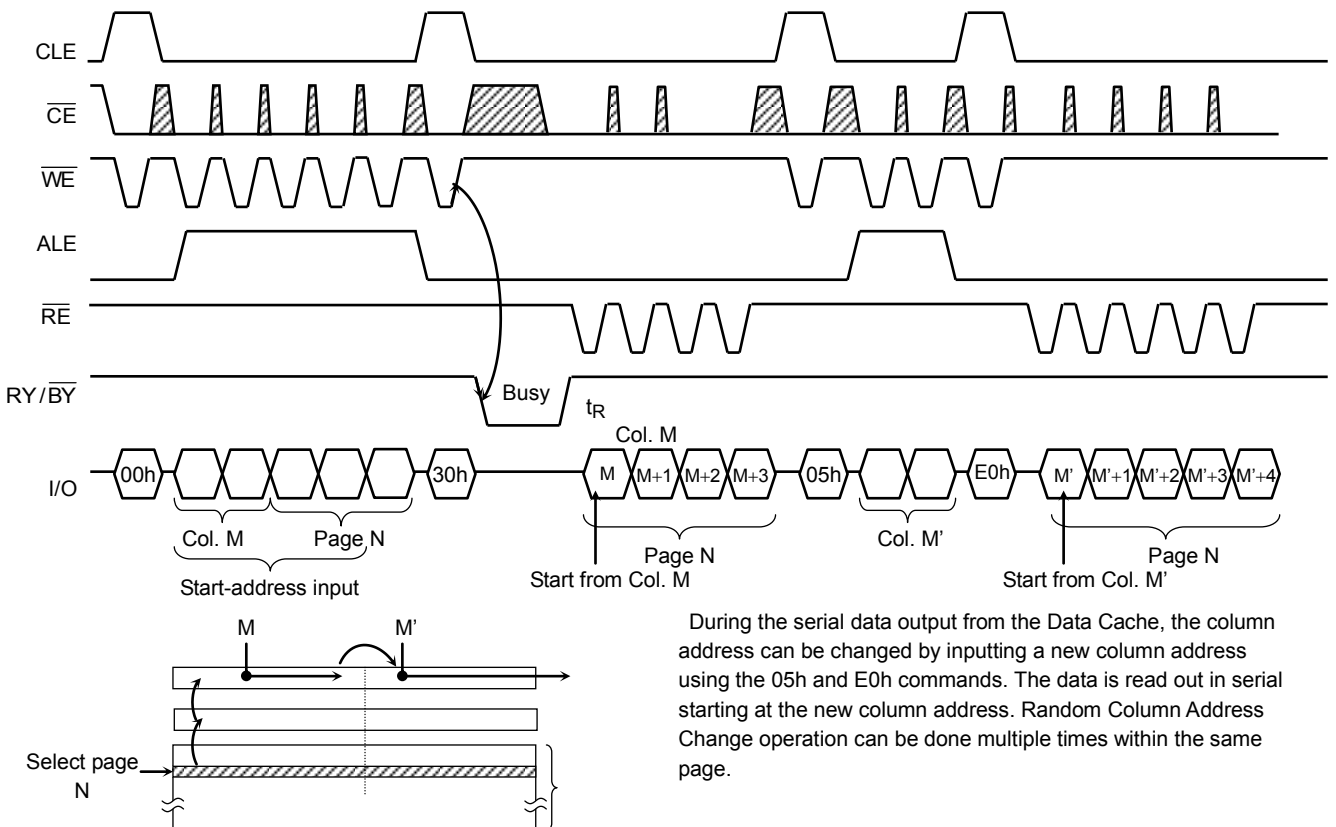 CLE
CE
WE
ALE
RE
RY/BY Busy
tR
Col. M
I/O 00h 30h M M+1 M+2 M+3 05h E0h M' M'+1 M'+2 M'+3 M'+4
Col. M Page N Page N Col. M’ Page N
Start-address input Start from Col. M Start from Col. M’
M M’
Select page
N
During the serial data output from the Data Cache, the column
address can be changed by inputting a new column address
using the 05h and E0h commands. The data is read out in serial
starting at the new column address. Random Column Address
Change operation can be done multiple times within the same
page.